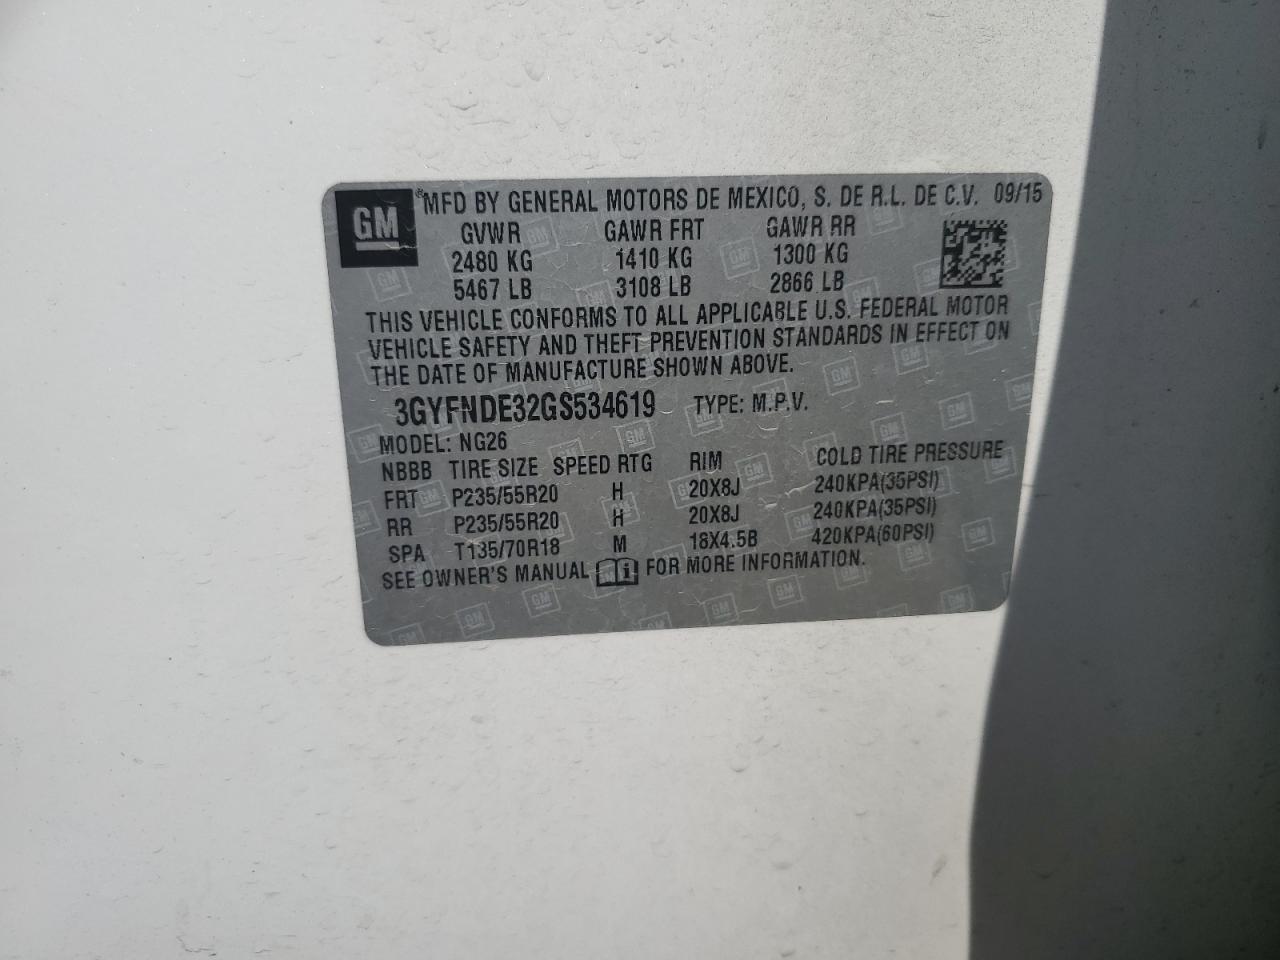 GM ® MFD BY GENERAL MOTORS DE MEXICO, S. DE R.L. DE C.V. 09/15
GVWR GAWR FRT GAWR RR
2480 KG 1410 KG 1300 KG
5467 LB 3108 LB 2866 LB
THIS VEHICLE CONFORMS TO ALL APPLICABLE U.S. FEDERAL MOTOR
VEHICLE SAFETY AND THEFT PREVENTION STANDARDS IN EFFECT ON
THE DATE OF MANUFACTURE SHOWN ABOVE.
3GYFNDE32GS534619 TYPE: M.P.V.
MODEL: NG26
NBBB TIRE SIZE SPEED RTG RIM COLD TIRE PRESSURE
FRT P235/55R20 H 20X8J 240KPA(35PSI)
RR P235/55R20 H 20X8J 240KPA(35PSI)
SPA T135/70R18 M 18X4.5B 420KPA(60PSI)
SEE OWNER'S MANUAL FOR MORE INFORMATION.